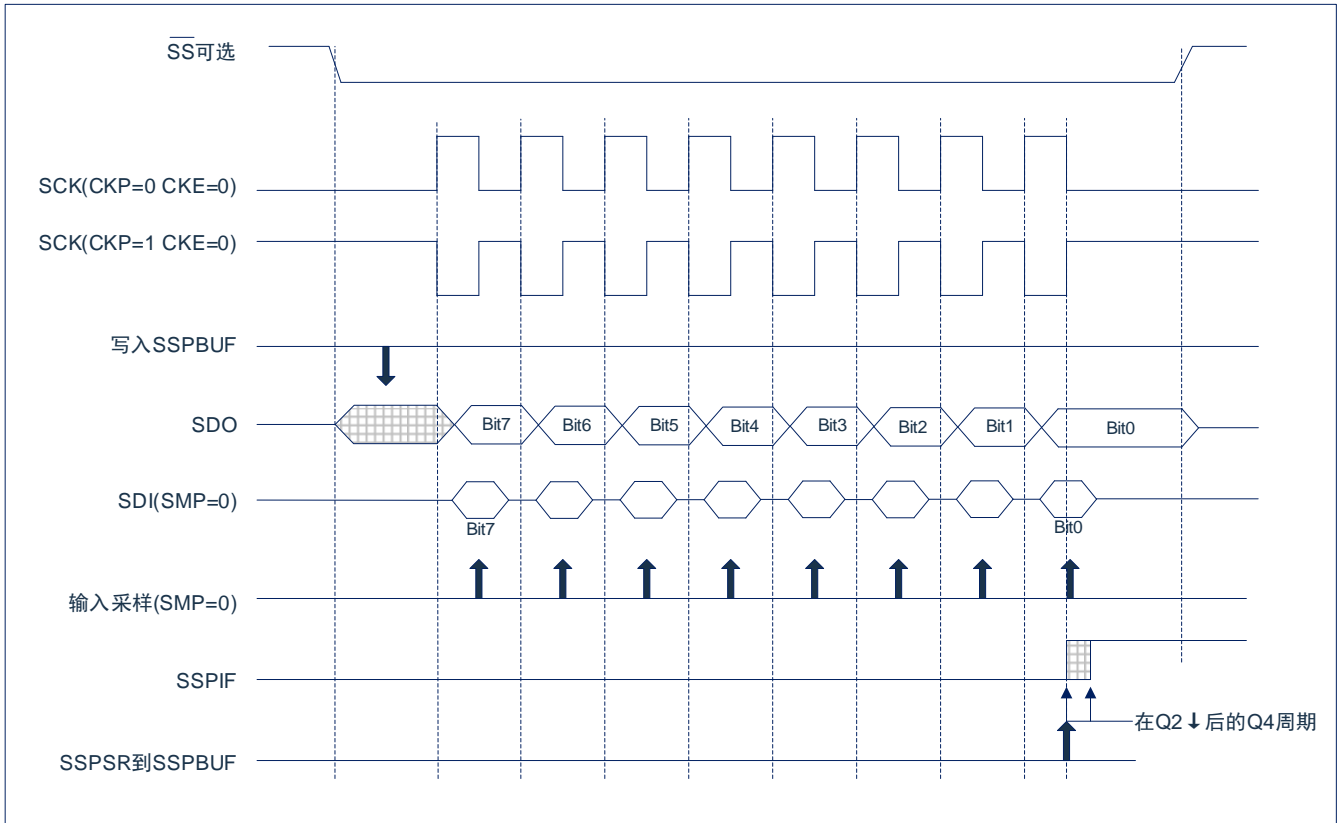 SS可选
SCK(CKP=0 CKE=0)
SCK(CKP=1 CKE=0)
写入SSPBUF
SDO
Bit7
Bit6
Bit5
Bit4
Bit3
Bit2
Bit1
Bit0
SDI(SMP=0)
Bit7
Bit0
输入采样(SMP=0)
SSPIF
在Q2↓后的Q4周期
SSPSR到SSPBUF